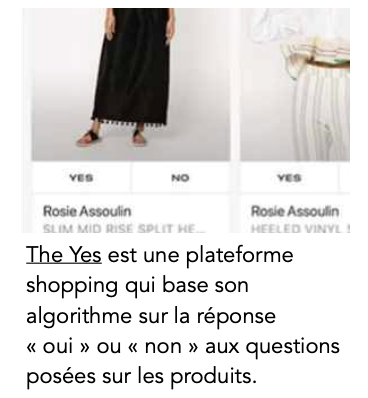 YES NO YES
Rosie Assoulin Rosie Assoulin
SLIM MID RISE SPLIT HE... HEELED VINYL
The Yes est une plateforme
shopping qui base son
algorithme sur la réponse
« oui » ou « non » aux questions
posées sur les produits.